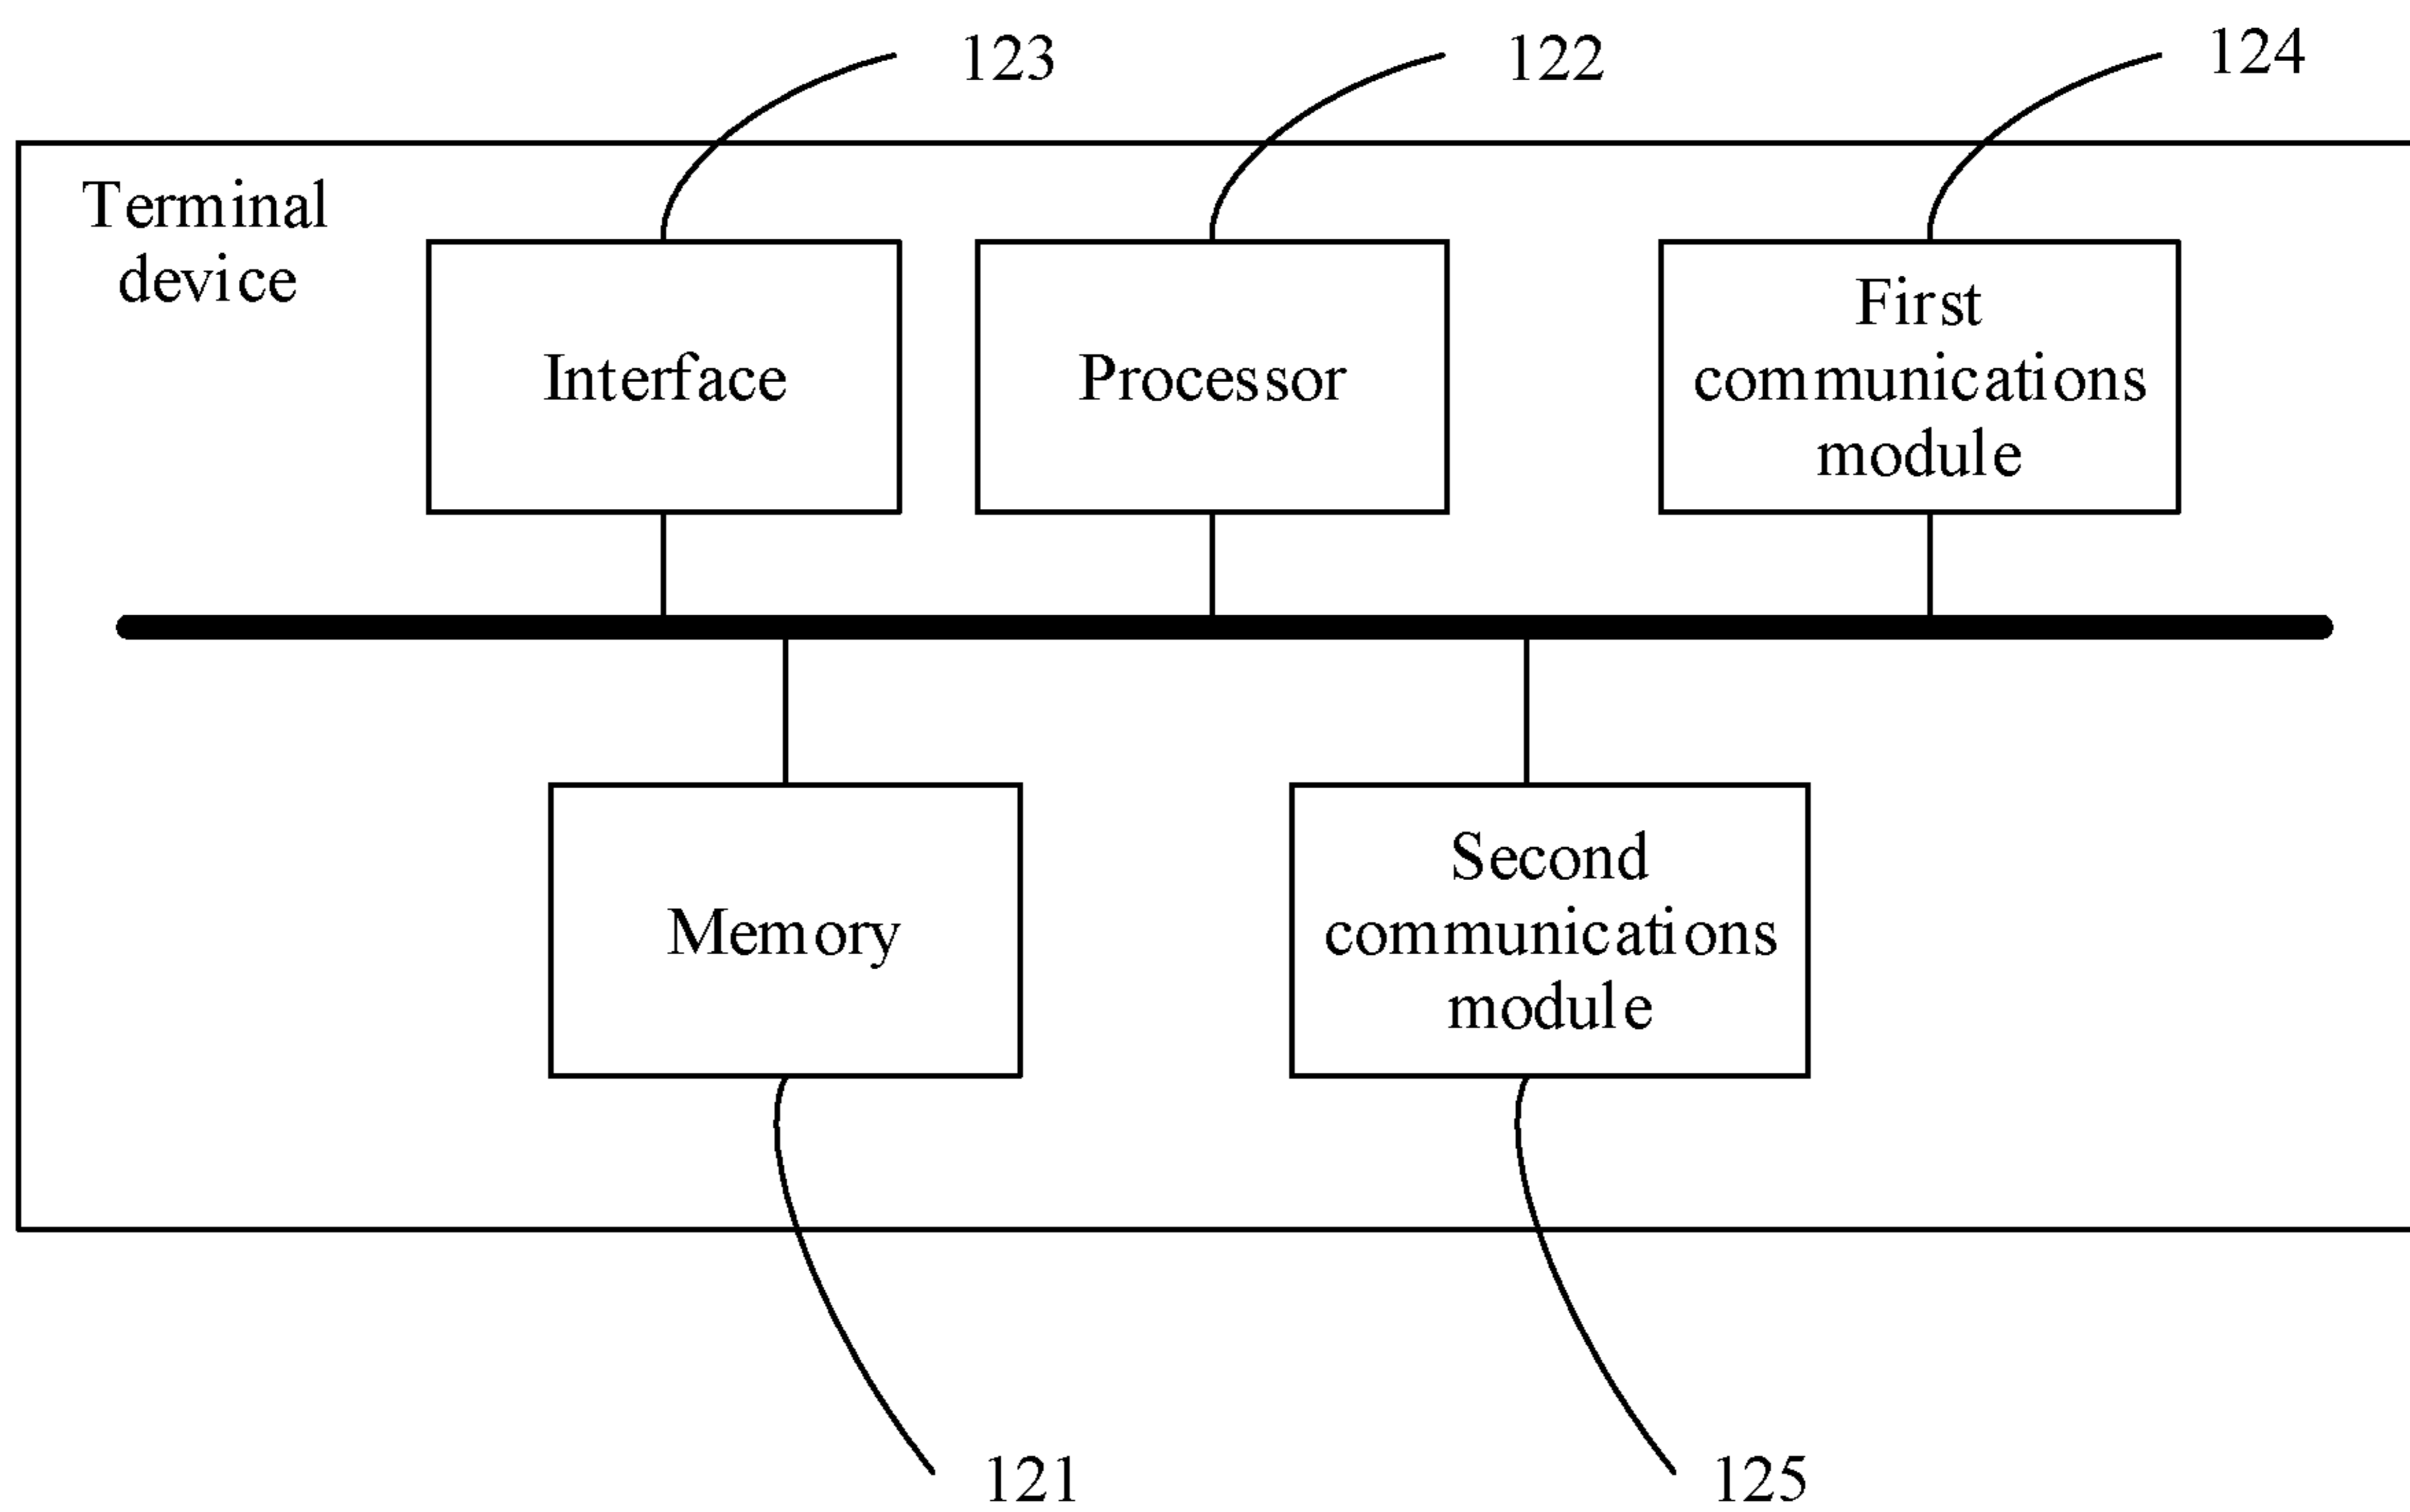 123
122
124
Terminal
device
Interface
Processor
First
communications
module
Memory
Second
communications
module
121
125